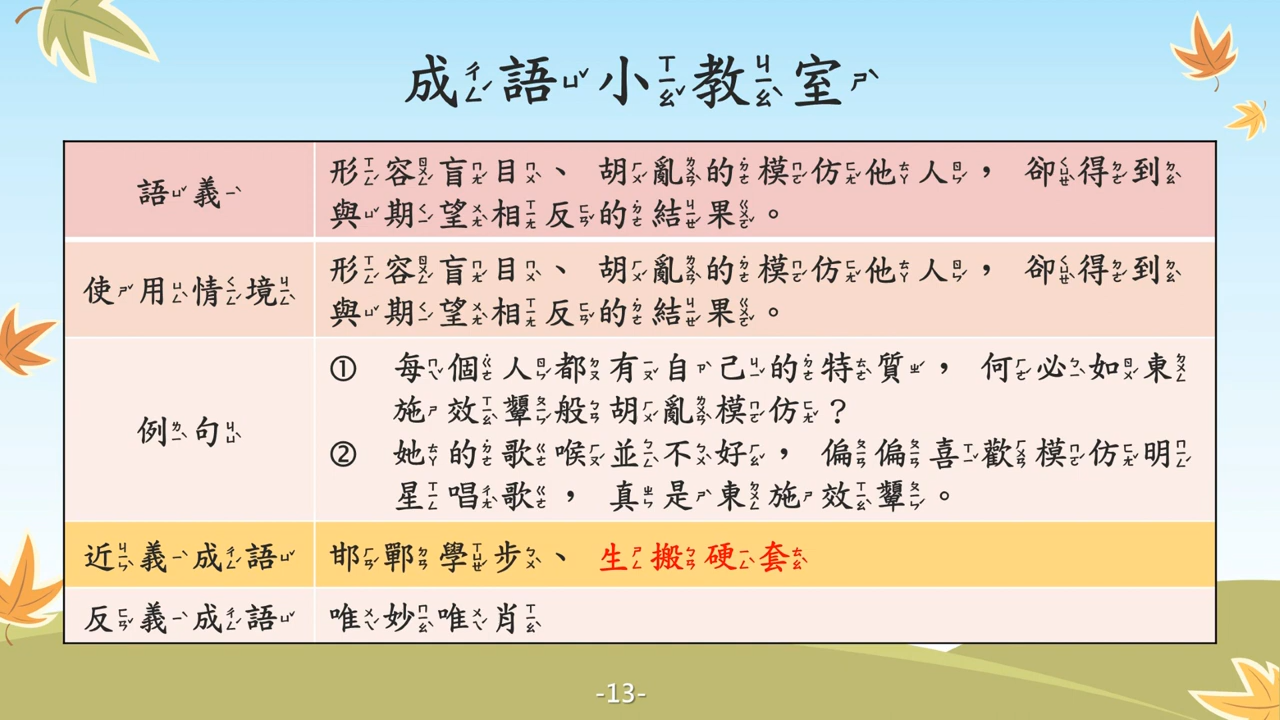 成語小教室
語義
形容盲目、胡亂的模仿他人，卻得到
與期望相反的結果。
使用情境
形容盲目、胡亂的模仿他人，卻得到
與期望相反的結果。
例句
① 每個人都有自己的特質，何必如東
施效顰般胡亂模仿？
② 她的歌喉並不好，偏偏喜歡模仿明
星唱歌，真是東施效顰。
近義成語
邯鄲學步、生搬硬套
反義成語
唯妙唯肖
-13-